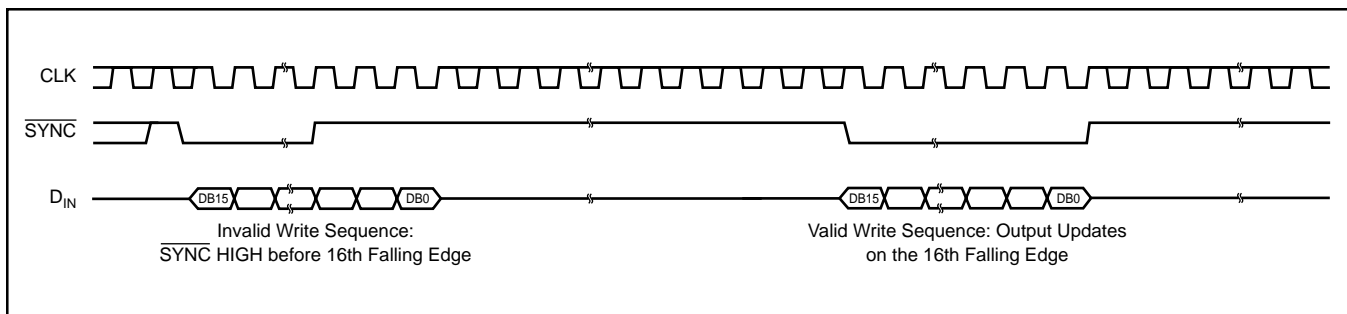 CLK
SYNC
DIN
DB15
DB0
DB15
DB0
Invalid Write Sequence:
SYNC HIGH before 16th Falling Edge
Valid Write Sequence: Output Updates
on the 16th Falling Edge